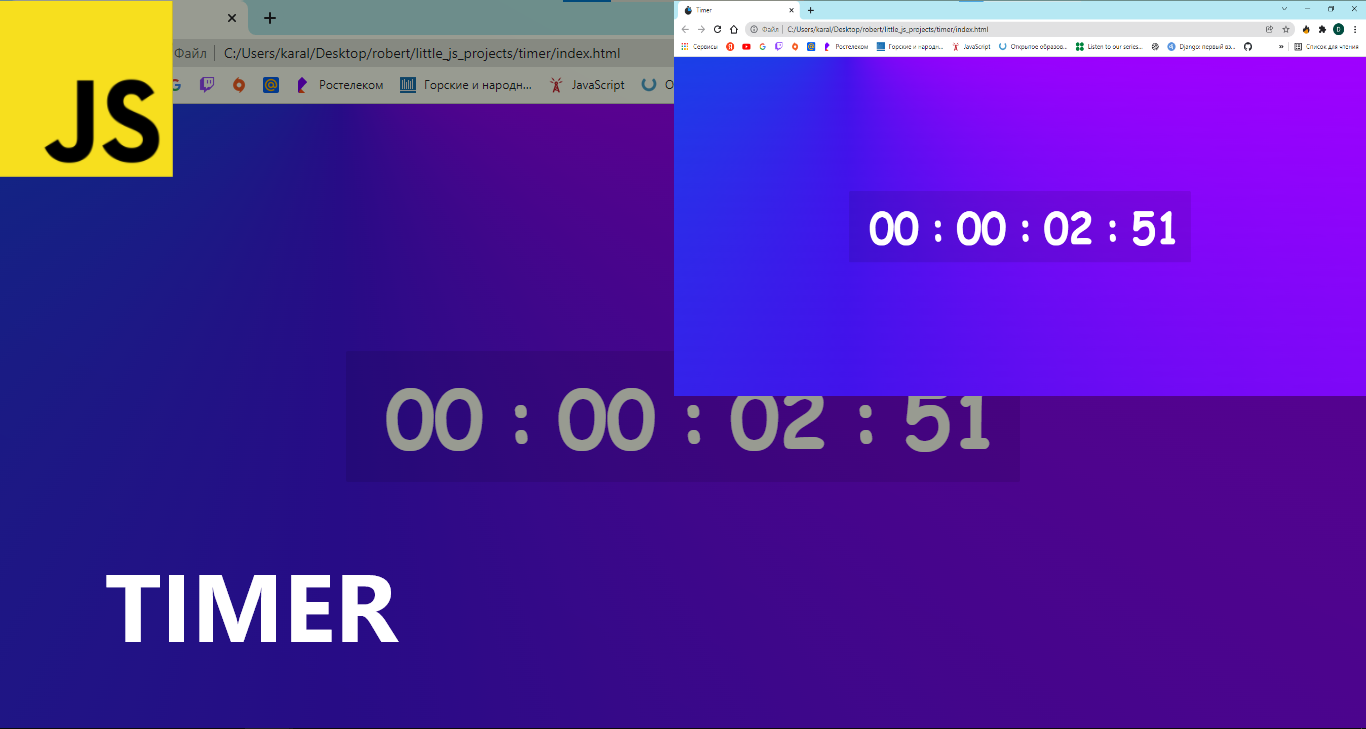 JS
Файл C:/Users/karal/Desktop/robert/little_js_projects/timer/index.html
Ростелеком Горские и народн... JavaScript О
Timer
Файл C:/Users/karal/Desktop/robert/little_js_projects/timer/index.html
Сервисы Ростелеком Горские и народн... JavaScript Открытое образов... Listen to our series... Django: первый вз... » Список для чтения
00 : 00 : 02 : 51
00 : 00 : 02 : 51
TIMER